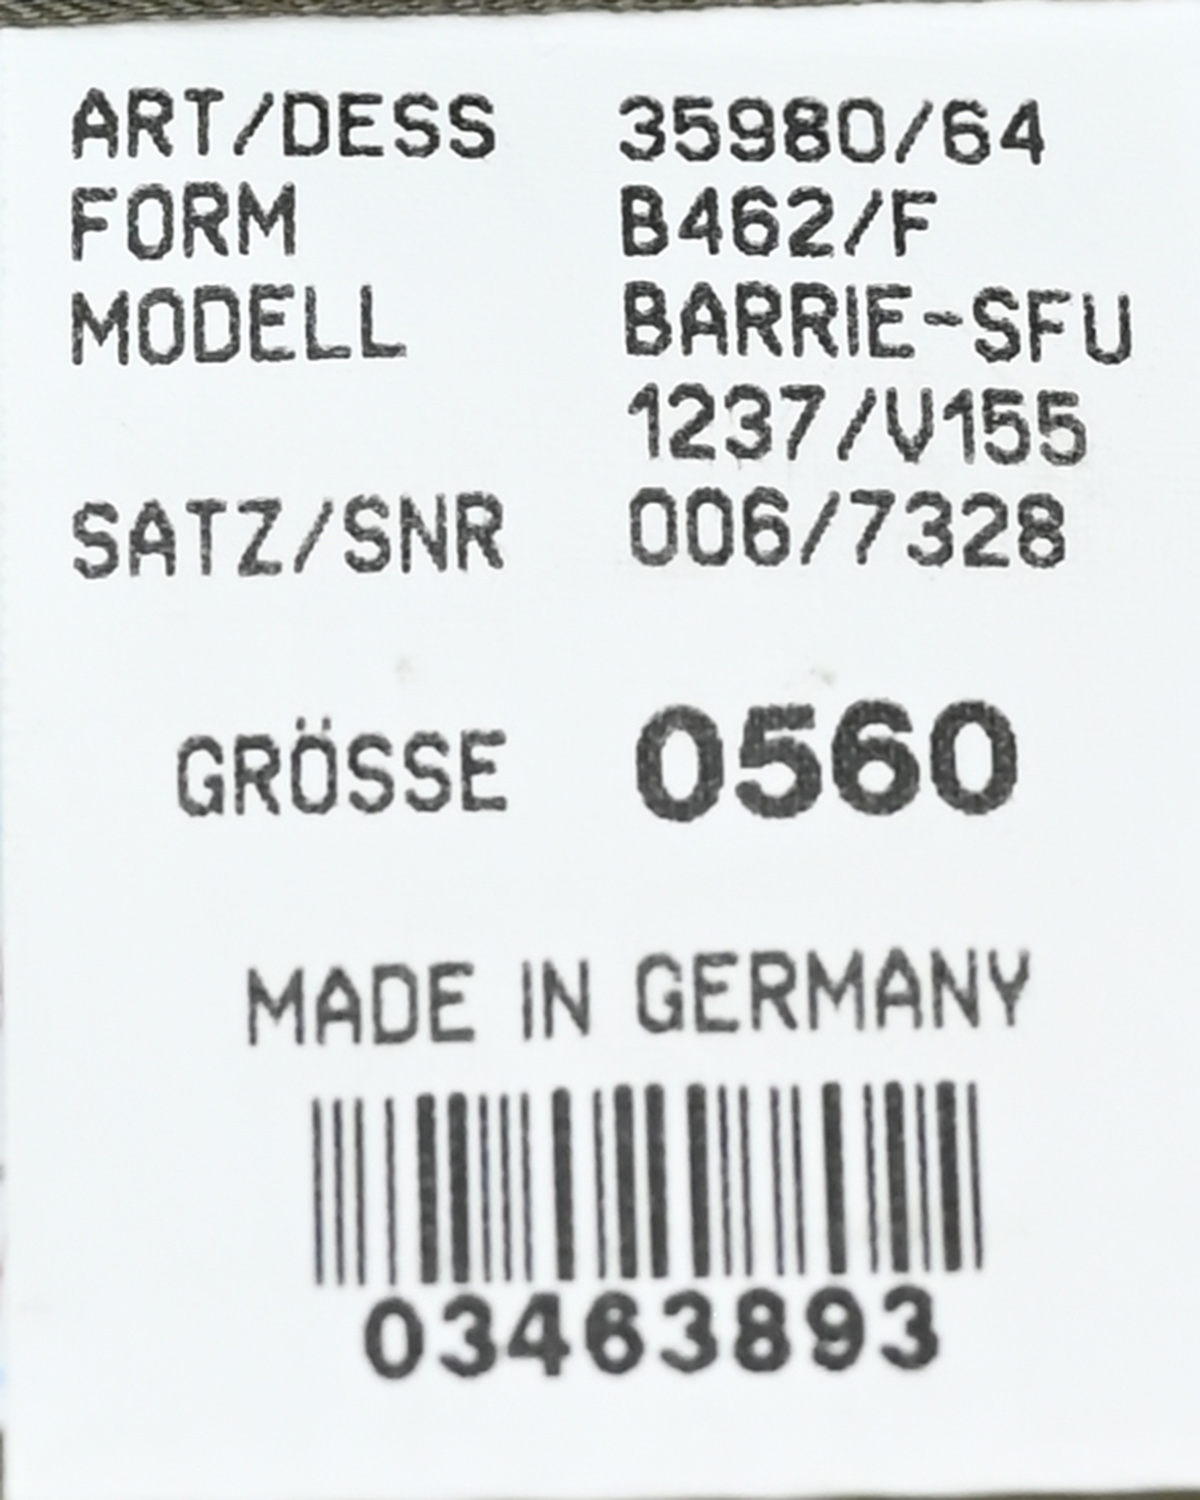 ART/DESS 35980/64
FORM B462/F
MODELL BARRIE-SFU
1237/V155
SATZ/SNR 006/7328
GRÖSSE 0560
MADE IN GERMANY
03463893